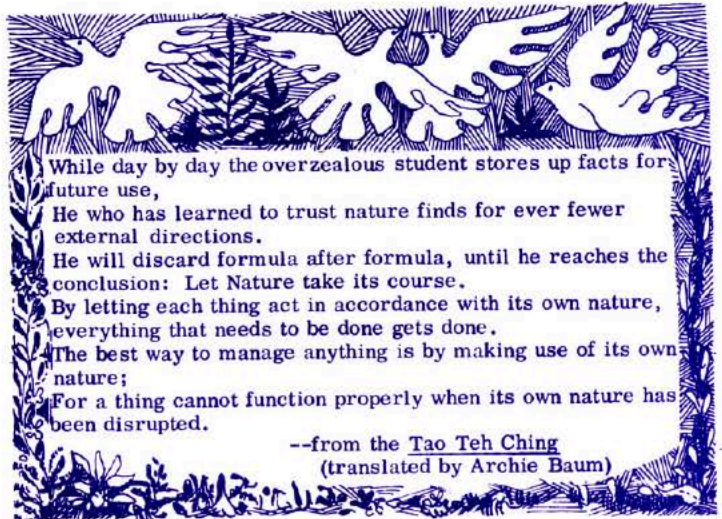 While day by day the overzealous student stores up facts for
future use,
He who has learned to trust nature finds for ever fewer
external directions.
He will discard formula after formula, until he reaches the
conclusion: Let Nature take its course.
By letting each thing act in accordance with its own nature,
everything that needs to be done gets done.
The best way to manage anything is by making use of its own
nature;
For a thing cannot function properly when its own nature has
been disrupted.
--from the Tao Teh Ching
(translated by Archie Baum)